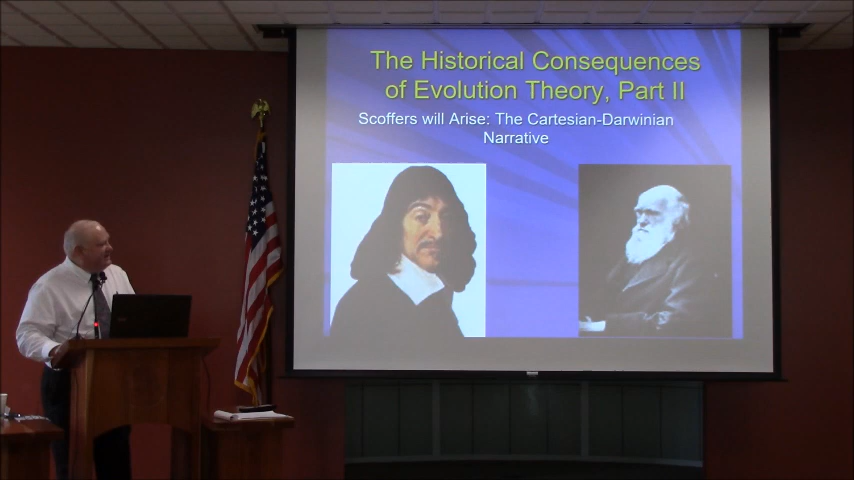 The Historical Consequences
of Evolution Theory, Part II
Scoffers will Arise: The Cartesian-Darwinian
Narrative